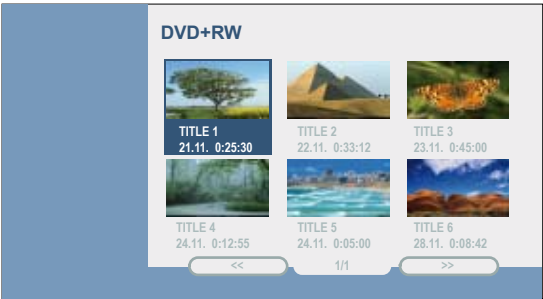 DVD+RW
TITLE 1
21.11. 0:25:30
TITLE 2
22.11. 0:33:12
TITLE 3
23.11. 0:45:00
TITLE 4
24.11. 0:12:55
TITLE 5
24.11. 0:05:00
TITLE 6
28.11. 0:08:42
<< 1/1 >>